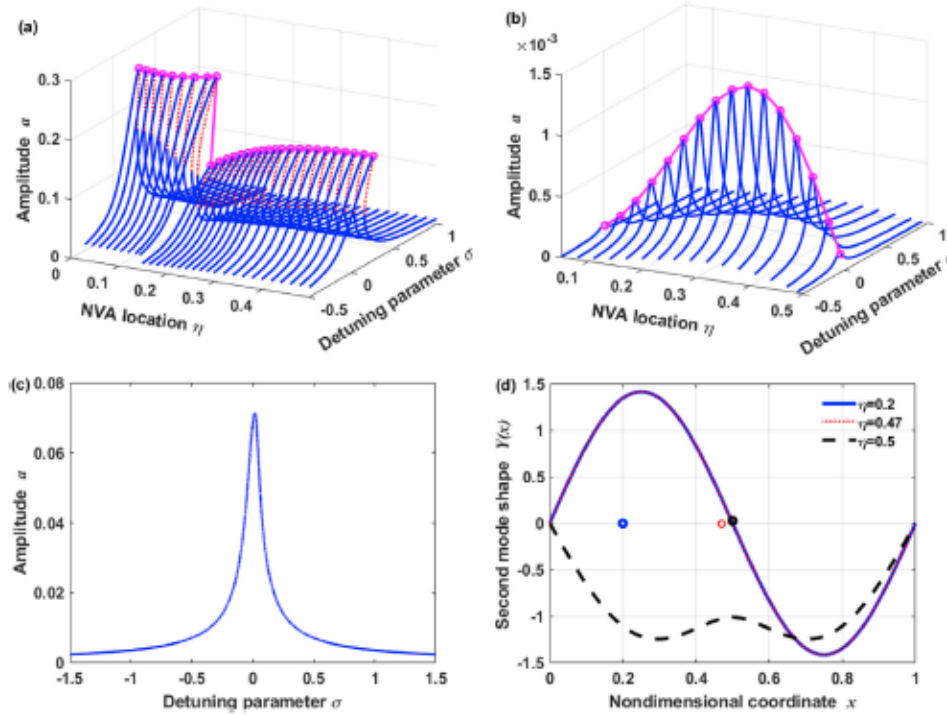 (a)
Amplitude a
0.3
0.2
0.1
0
0
0.1
0.2
0.3
0.4
-0.5
0
0.5
1
NVA location η
Detuning parameter σ
(b)
×10⁻³
Amplitude a
1.5
1
0.5
0
0.1
0.2
0.3
0.4
0.5
-0.5
0
0.5
1
NVA location η
Detuning parameter
(c)
Amplitude a
0.08
0.06
0.04
0.02
0
-1.5 -1 -0.5 0 0.5 1 1.5
Detuning parameter σ
(d)
Second mode shape Y(x)
1.5
1
0.5
0
-0.5
-1
-1.5
η=0.2
η=0.47
η=0.5
0 0.2 0.4 0.6 0.8 1
Nondimensional coordinate x